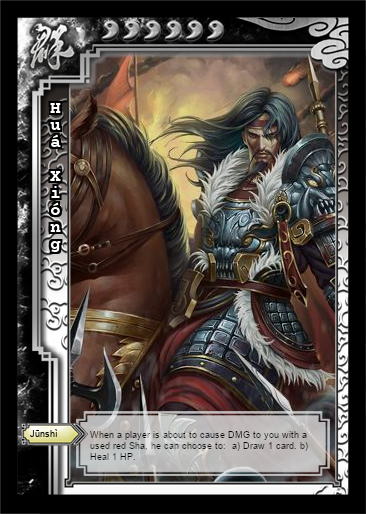 群
Huá Xióng
Jūnshì
When a player is about to cause DMG to you with a
used red Sha, he can choose to: a) Draw 1 card. b)
Heal 1 HP.